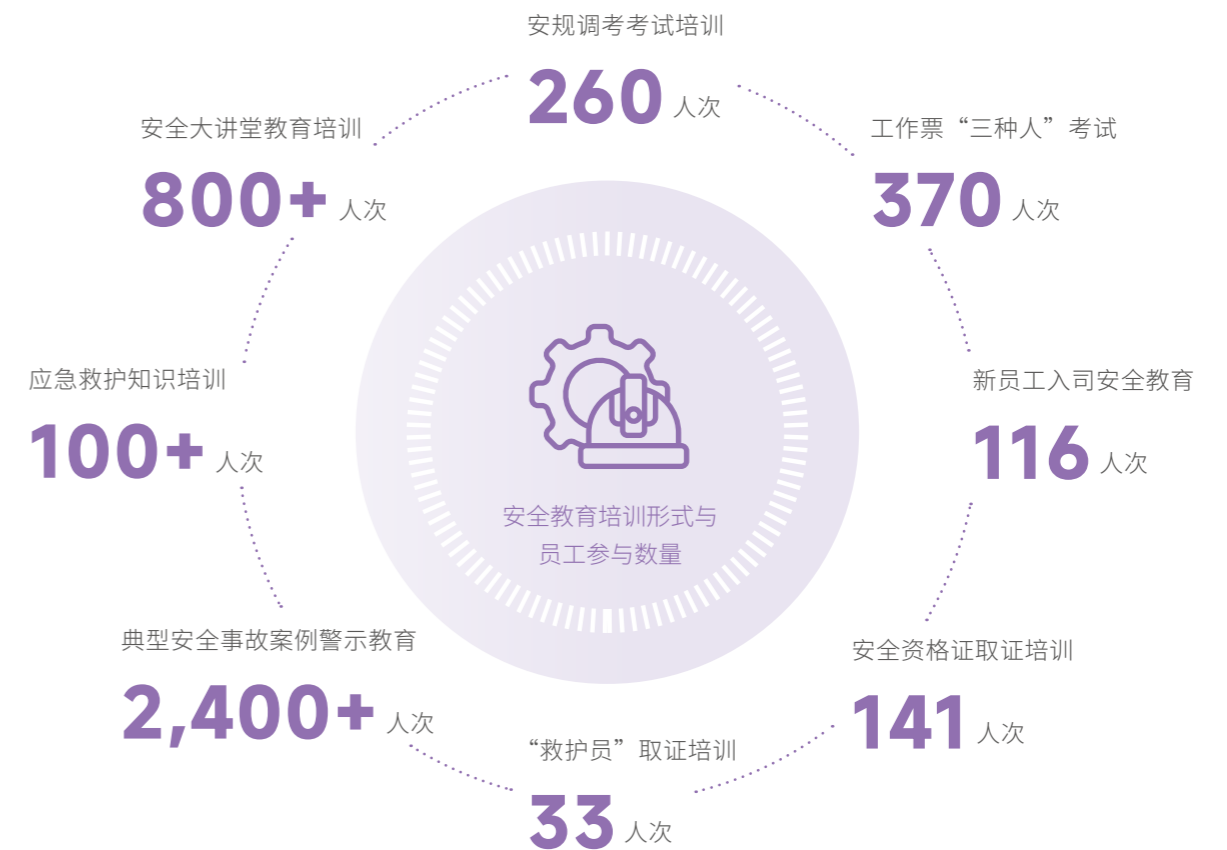 安规调考考试培训
260 人次
工作票“三种人”考试
370 人次
新员工入司安全教育
116 人次
安全资格证取证培训
141 人次
“救护员”取证培训
33 人次
典型安全事故案例警示教育
2,400+ 人次
应急救护知识培训
100+ 人次
安全大讲堂教育培训
800+ 人次
安全教育培训形式与
员工参与数量